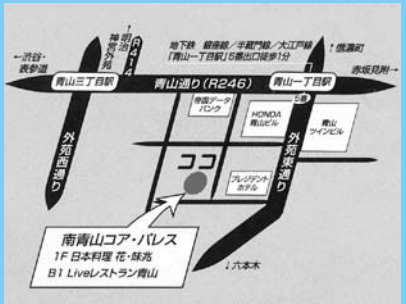 地下鉄 銀座線/半蔵門線/大江戸線
「青山一丁目駅」5番出口徒歩1分
↑明治
神宮外苑
R414
↑信濃町
←渋谷・
表参道
赤坂見附→
青山三丁目駅
青山通り(R246)
青山一丁目駅
5番
帝国データ
バンク
HONDA
青山ビル
青山
ツインビル
外苑西通り
外苑東通り
ココ
プレジデント
ホテル
南青山コア・パレス
1F 日本料理 花・味兆
B1 Liveレストラン青山
↓六本木